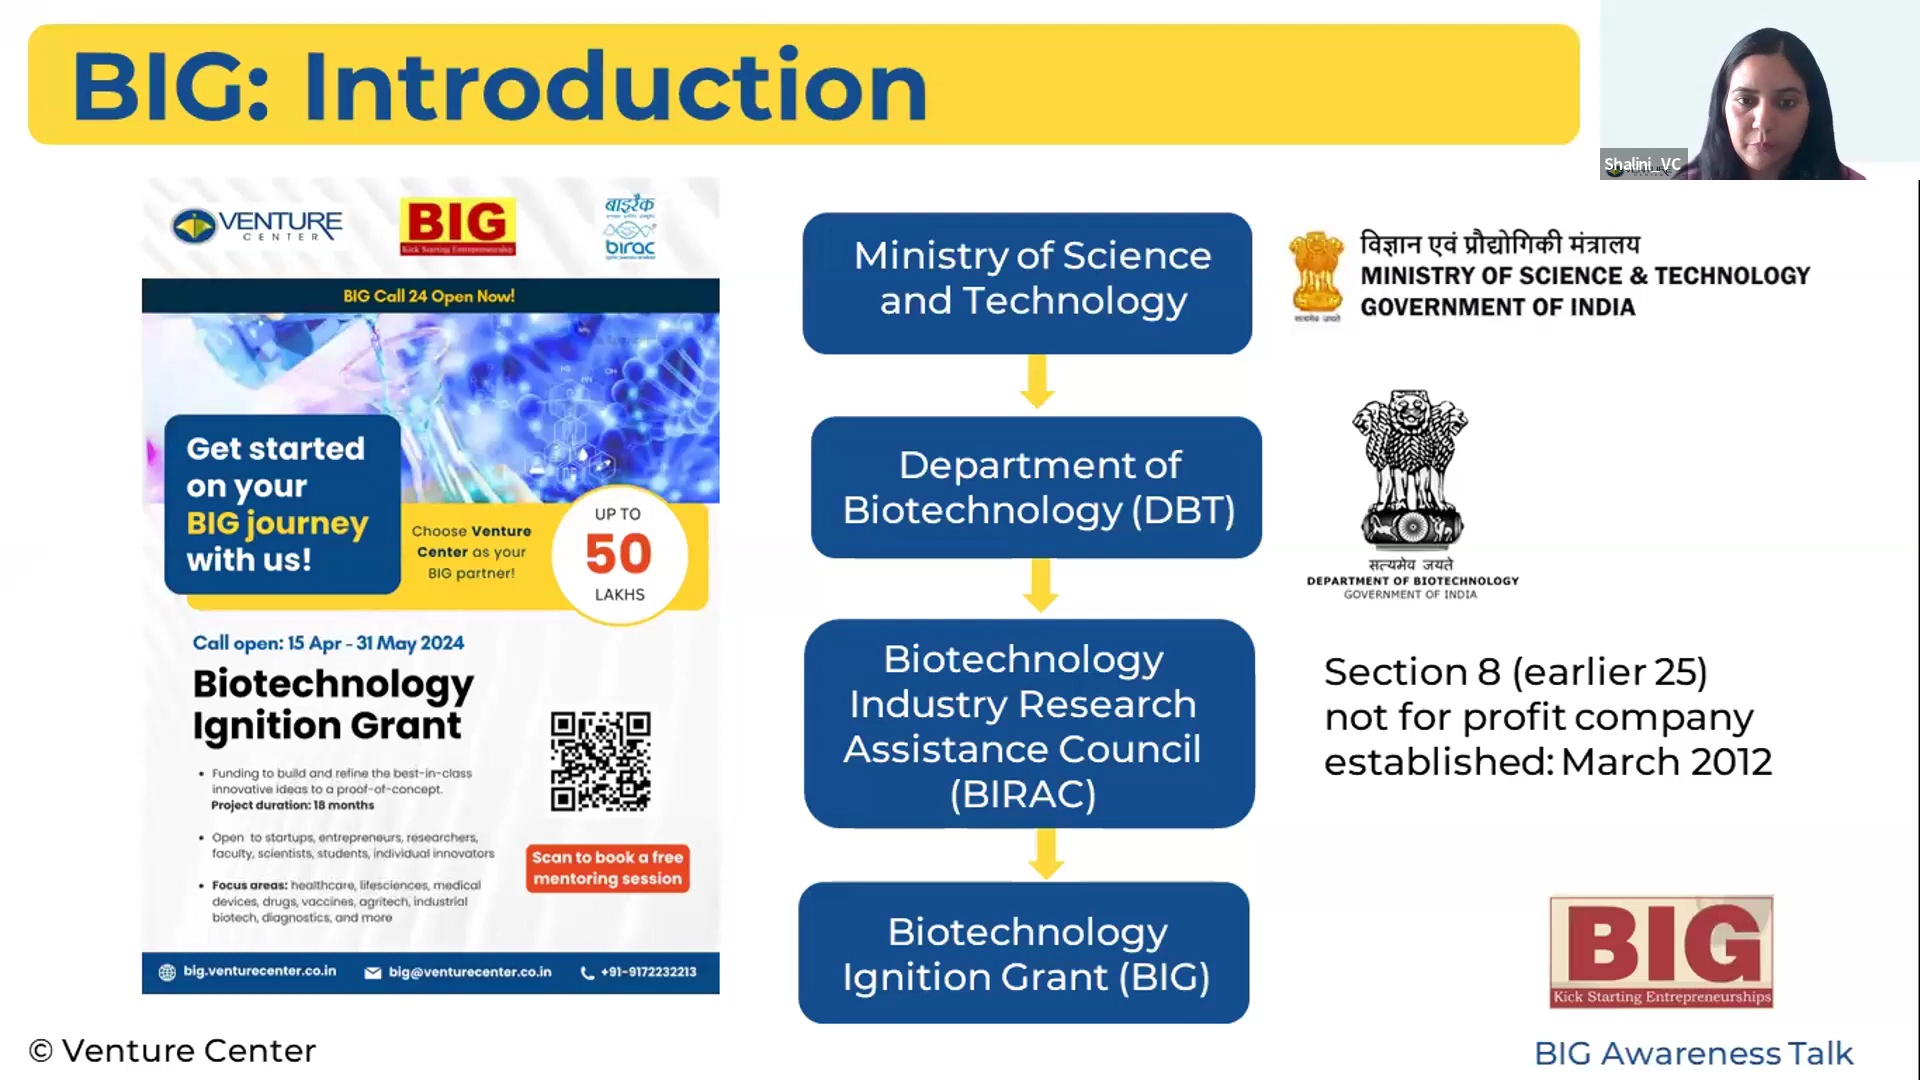 BIG: Introduction
Shalini_VC
VENTURE
CENTER
BIG
Kick Starting Entrepreneurship
बाइरैक
birac
BIG Call 24 Open Now!
Get started
on your
BIG journey
with us!
Choose Venture
Center as your
BIG partner!
UP TO
50
LAKHS
Call open: 15 Apr - 31 May 2024
Biotechnology
Ignition Grant
• Funding to build and refine the best-in-class
innovative ideas to a proof-of-concept.
Project duration: 18 months
• Open to startups, entrepreneurs, researchers,
faculty, scientists, students, individual innovators
• Focus areas: healthcare, lifesciences, medical
devices, drugs, vaccines, agritech, industrial
biotech, diagnostics, and more
Scan to book a free
mentoring session
big.venturecenter.co.in
big@venturecenter.co.in
+91-9172232213
Ministry of Science
and Technology
Department of
Biotechnology (DBT)
Biotechnology
Industry Research
Assistance Council
(BIRAC)
Biotechnology
Ignition Grant (BIG)
विज्ञान एवं प्रौद्योगिकी मंत्रालय
MINISTRY OF SCIENCE & TECHNOLOGY
GOVERNMENT OF INDIA
सत्यमेव जयते
सत्यमेव जयते
DEPARTMENT OF BIOTECHNOLOGY
GOVERNMENT OF INDIA
Section 8 (earlier 25)
not for profit company
established: March 2012
BIG
Kick Starting Entrepreneurships
© Venture Center
BIG Awareness Talk